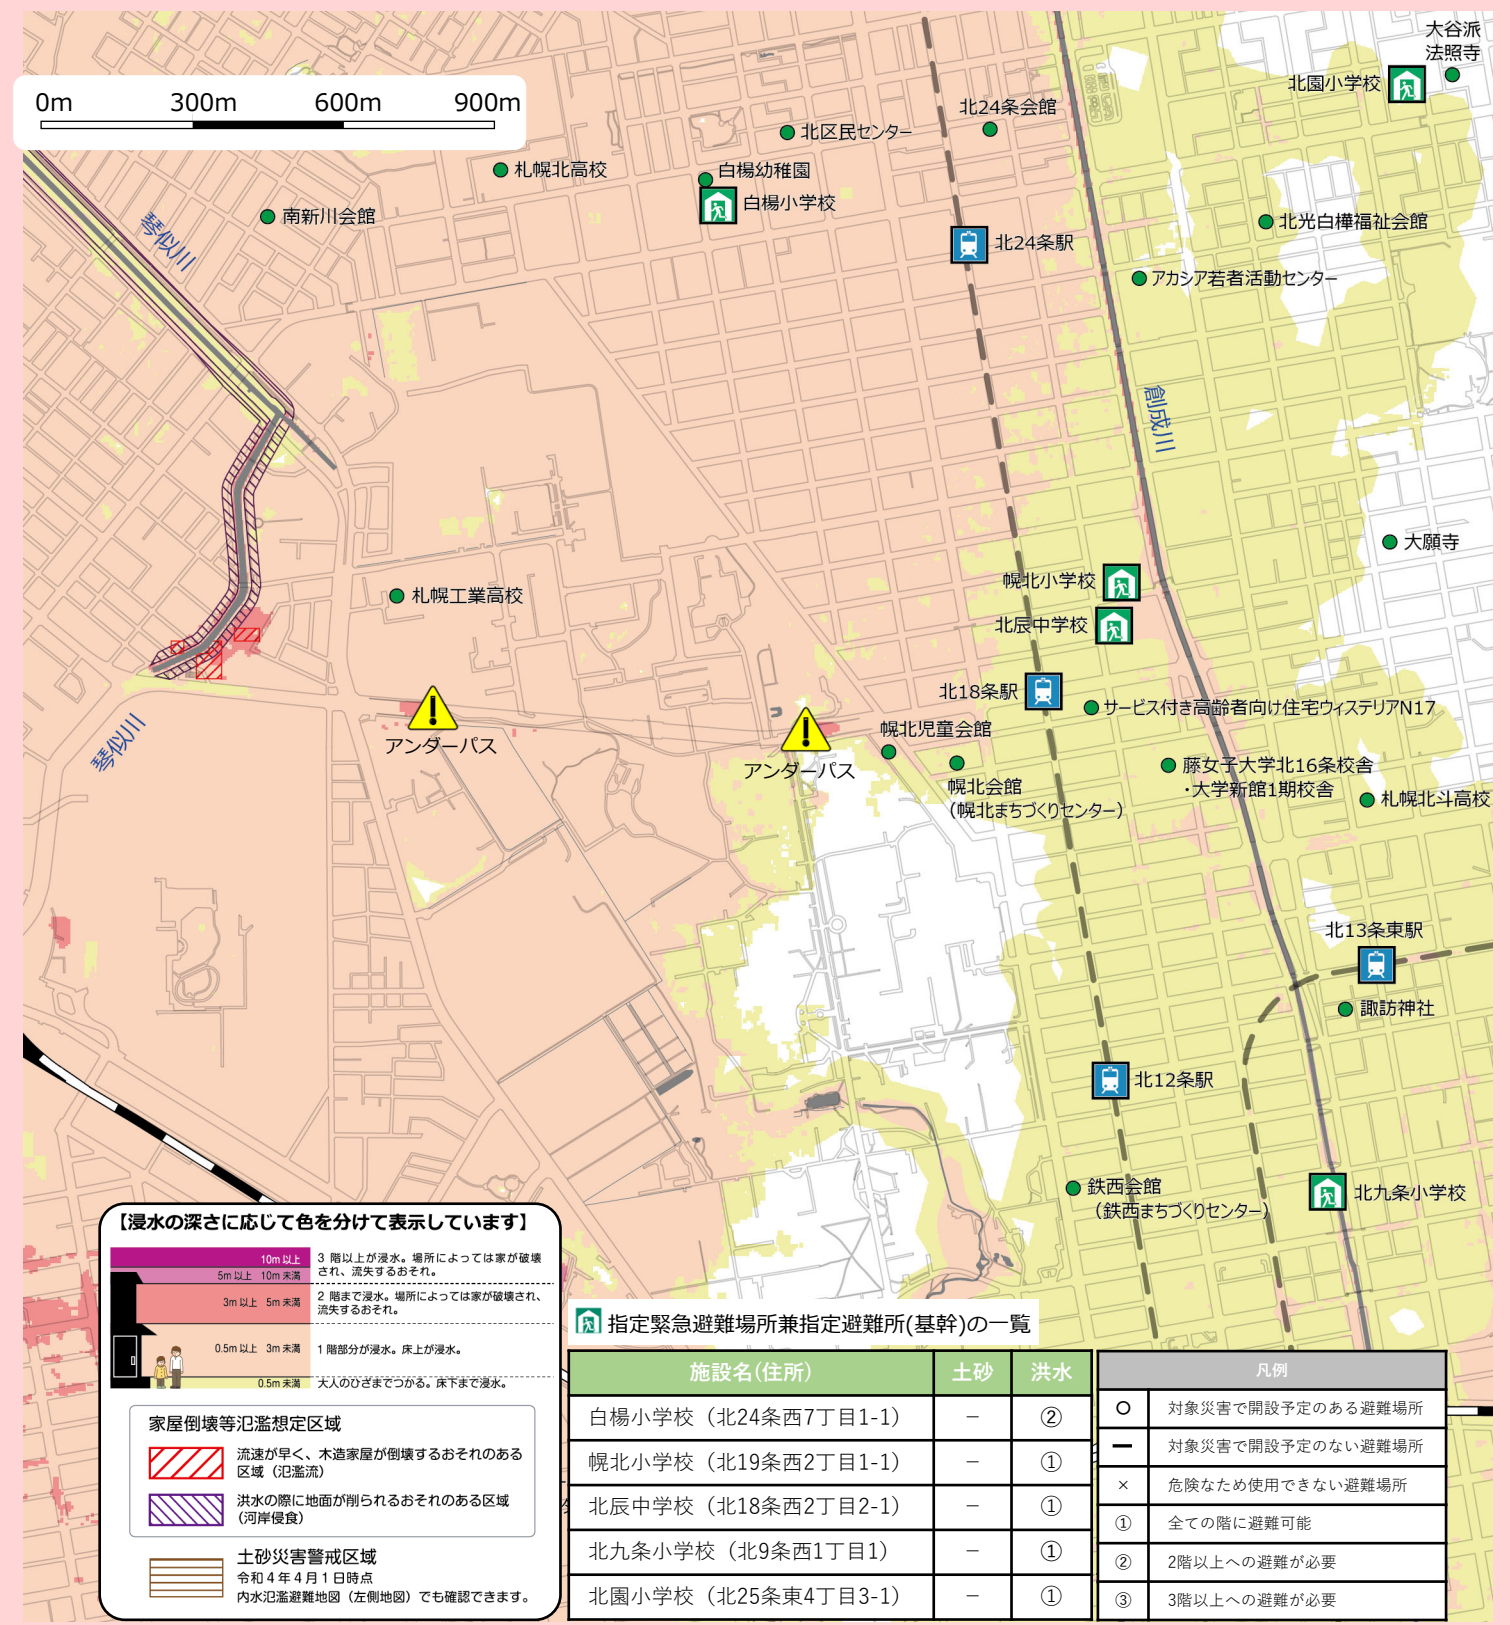 大谷派
法照寺
北園小学校
0m 300m 600m 900m
北24条会館
北区民センター
札幌北高校
白楊幼稚園
白楊小学校
南新川会館
琴似川
北光白樺福祉会館
北24条駅
アカシア若者活動センター
創成川
大願寺
幌北小学校
札幌工業高校
北辰中学校
北18条駅
サービス付き高齢者向け住宅ウィステリアN17
琴似川
アンダーパス
幌北児童会館
アンダーパス
藤女子大学北16条校舎
・大学新館1期校舎
幌北会館
(幌北まちづくりセンター)
札幌北斗高校
北13条東駅
諏訪神社
北12条駅
鉄西会館
(鉄西まちづくりセンター)
北九条小学校
【浸水の深さに応じて色を分けて表示しています】
10m 以上
5m 以上 10m 未満
3 階以上が浸水。場所によっては家が破壊
され、流失するおそれ。
3m 以上 5m 未満
2 階まで浸水。場所によっては家が破壊され、
流失するおそれ。
0.5m 以上 3m 未満
1 階部分が浸水。床上が浸水。
0.5m 未満
大人のひざまでつかる。床下まで浸水。
家屋倒壊等氾濫想定区域
流速が早く、木造家屋が倒壊するおそれのある
区域（氾濫流）
洪水の際に地面が削られるおそれのある区域
（河岸侵食）
土砂災害警戒区域
令和４年４月１日時点
内水氾濫避難地図（左側地図）でも確認できます。
指定緊急避難場所兼指定避難所(基幹)の一覧
施設名(住所) 土砂 洪水
白楊小学校（北24条西7丁目1-1） － ②
幌北小学校（北19条西2丁目1-1） － ①
北辰中学校（北18条西2丁目2-1） － ①
北九条小学校（北9条西1丁目1） － ①
北園小学校（北25条東4丁目3-1） － ①
凡例
○ 対象災害で開設予定のある避難場所
ー 対象災害で開設予定のない避難場所
× 危険なため使用できない避難場所
① 全ての階に避難可能
② 2階以上への避難が必要
③ 3階以上への避難が必要